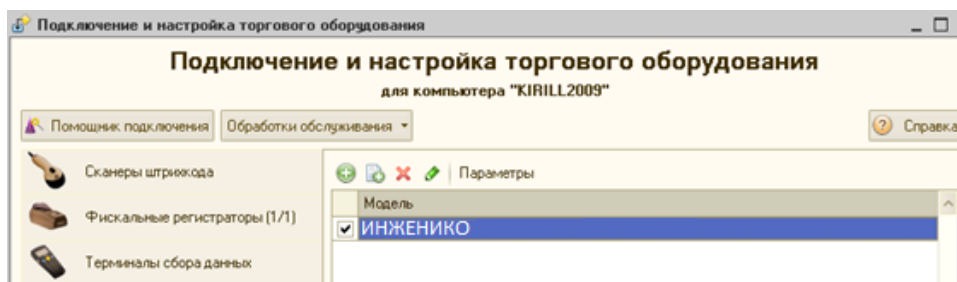 Подключение и настройка торгового оборудования
Подключение и настройка торгового оборудования
для компьютера "KIRILL2009"
Помощник подключения Обработки обслуживания Справка
Сканеры штрихкода
Параметры
Модель
Фискальные регистраторы (1/1)
ИНЖЕНИКО
Терминалы сбора данных